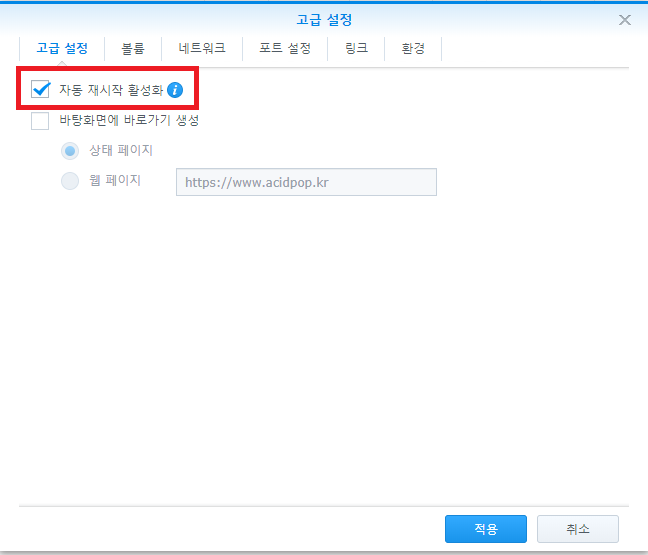 고급 설정
고급 설정 볼륨 네트워크 포트 설정 링크 환경
자동 재시작 활성화 i
바탕화면에 바로가기 생성
상태 페이지
웹 페이지 https://www.acidpop.kr
적용 취소